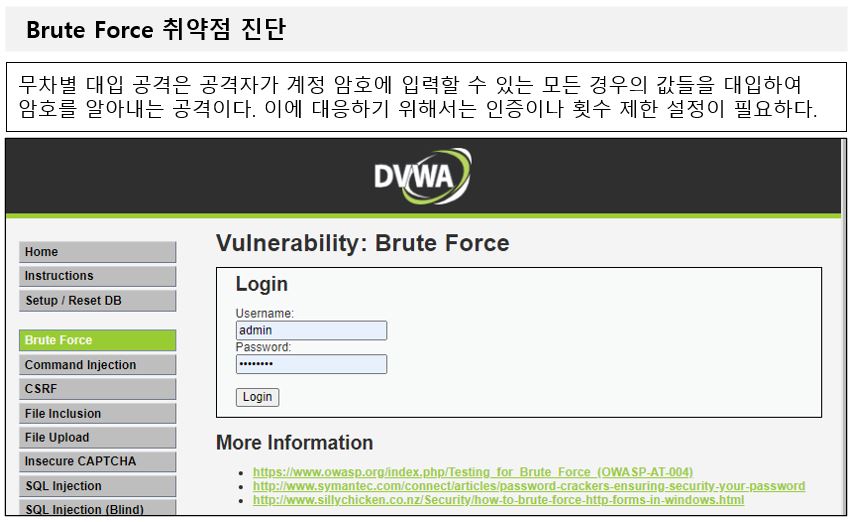 Brute Force 취약점 진단
무차별 대입 공격은 공격자가 계정 암호에 입력할 수 있는 모든 경우의 값들을 대입하여
암호를 알아내는 공격이다. 이에 대응하기 위해서는 인증이나 횟수 제한 설정이 필요하다.
DVWA
Home
Instructions
Setup / Reset DB
Brute Force
Command Injection
CSRF
File Inclusion
File Upload
Insecure CAPTCHA
SQL Injection
SQL Injection (Blind)
Vulnerability: Brute Force
Login
Username:
admin
Password:
••••••••
Login
More Information
https://www.owasp.org/index.php/Testing_for_Brute_Force_(OWASP-AT-004)
http://www.symantec.com/connect/articles/password-crackers-ensuring-security-your-password
http://www.sillychicken.co.nz/Security/how-to-brute-force-http-forms-in-windows.html